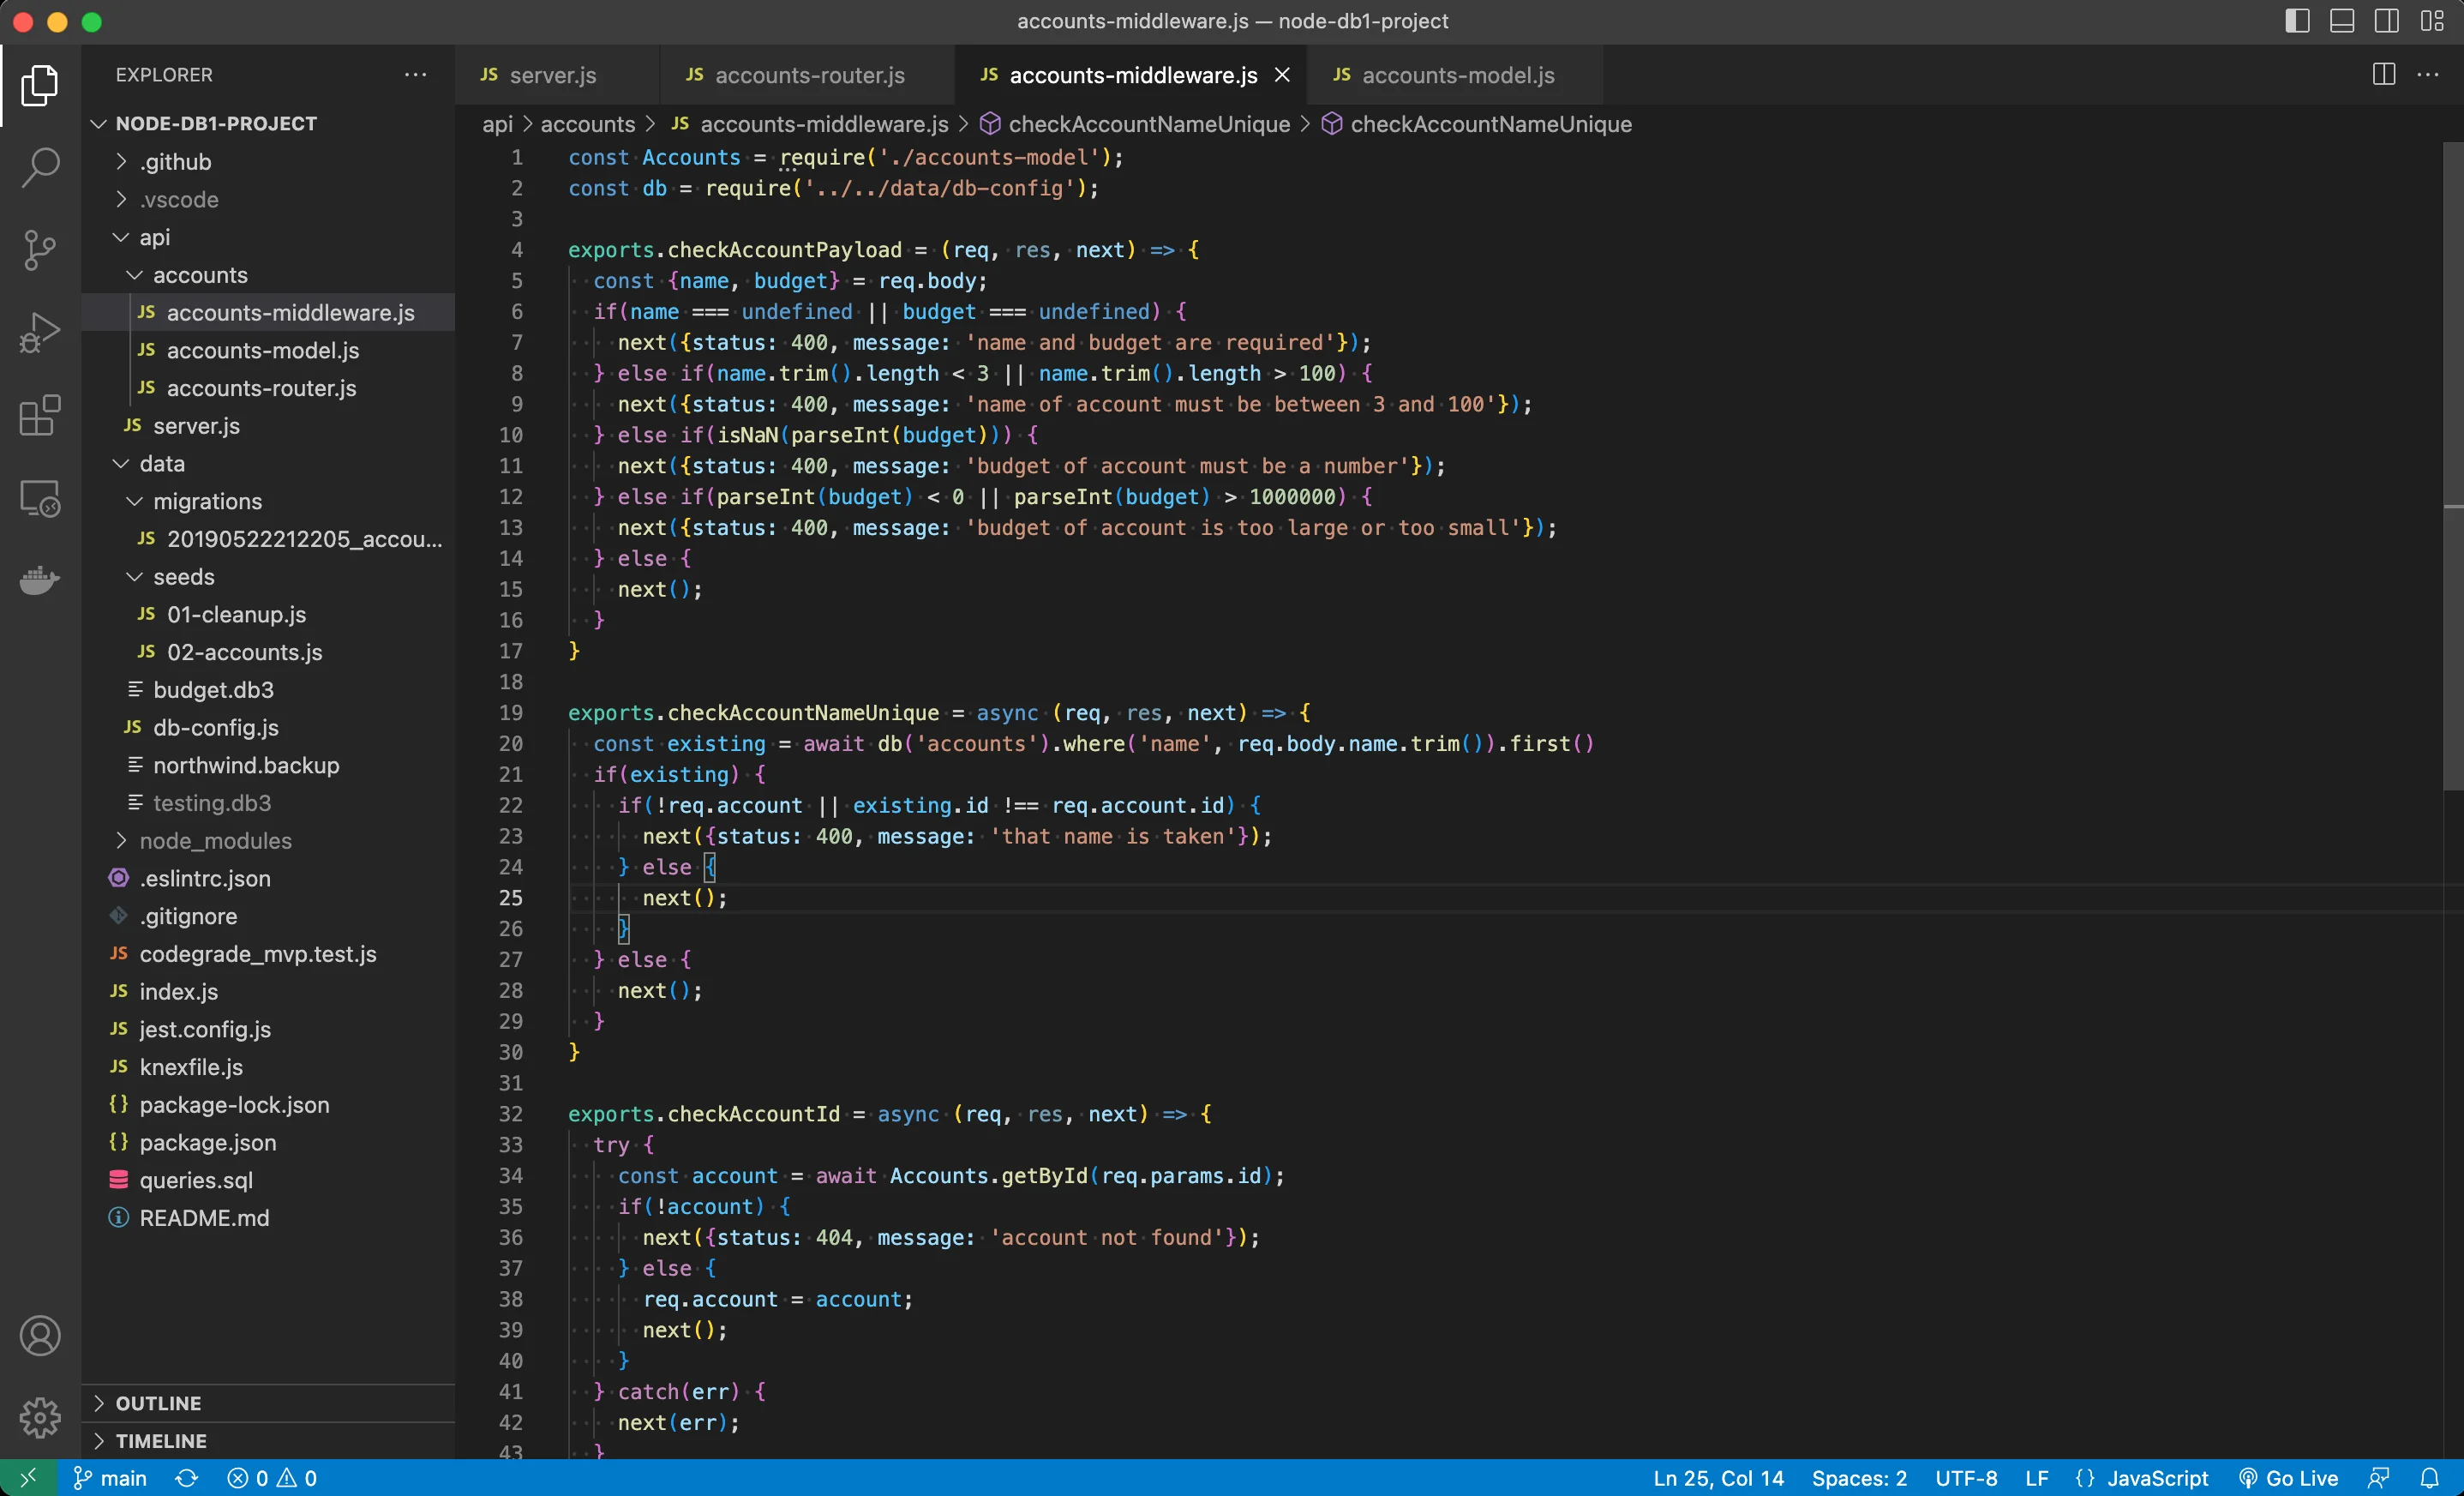 accounts-middleware.js — node-db1-project
EXPLORER
NODE-DB1-PROJECT
.github
.vscode
api
accounts
JS accounts-middleware.js
JS accounts-model.js
JS accounts-router.js
JS server.js
data
migrations
JS 20190522212205_accou...
seeds
JS 01-cleanup.js
JS 02-accounts.js
budget.db3
JS db-config.js
northwind.backup
testing.db3
node_modules
.eslintrc.json
.gitignore
JS codegrade_mvp.test.js
JS index.js
JS jest.config.js
JS knexfile.js
{} package-lock.json
{} package.json
queries.sql
README.md
OUTLINE
TIMELINE
JS server.js
JS accounts-router.js
JS accounts-middleware.js
JS accounts-model.js
api > accounts > JS accounts-middleware.js > checkAccountNameUnique > checkAccountNameUnique
1 const Accounts = require('./accounts-model');
2 const db = require('../../data/db-config');
3
4 exports.checkAccountPayload = (req, res, next) => {
5   const {name, budget} = req.body;
6   if(name === undefined || budget === undefined) {
7     next({status: 400, message: 'name and budget are required'});
8   } else if(name.trim().length < 3 || name.trim().length > 100) {
9     next({status: 400, message: 'name of account must be between 3 and 100'});
10   } else if(isNaN(parseInt(budget))) {
11     next({status: 400, message: 'budget of account must be a number'});
12   } else if(parseInt(budget) < 0 || parseInt(budget) > 1000000) {
13     next({status: 400, message: 'budget of account is too large or too small'});
14   } else {
15     next();
16   }
17 }
18
19 exports.checkAccountNameUnique = async (req, res, next) => {
20   const existing = await db('accounts').where('name', req.body.name.trim()).first()
21   if(existing) {
22     if(!req.account || existing.id !== req.account.id) {
23       next({status: 400, message: 'that name is taken'});
24     } else {
25       next();
26     }
27   } else {
28     next();
29   }
30 }
31
32 exports.checkAccountId = async (req, res, next) => {
33   try {
34     const account = await Accounts.getById(req.params.id);
35     if(!account) {
36       next({status: 404, message: 'account not found'});
37     } else {
38       req.account = account;
39       next();
40     }
41   } catch(err) {
42     next(err);
43   }
main
0 0
Ln 25, Col 14
Spaces: 2
UTF-8
LF
{} JavaScript
Go Live